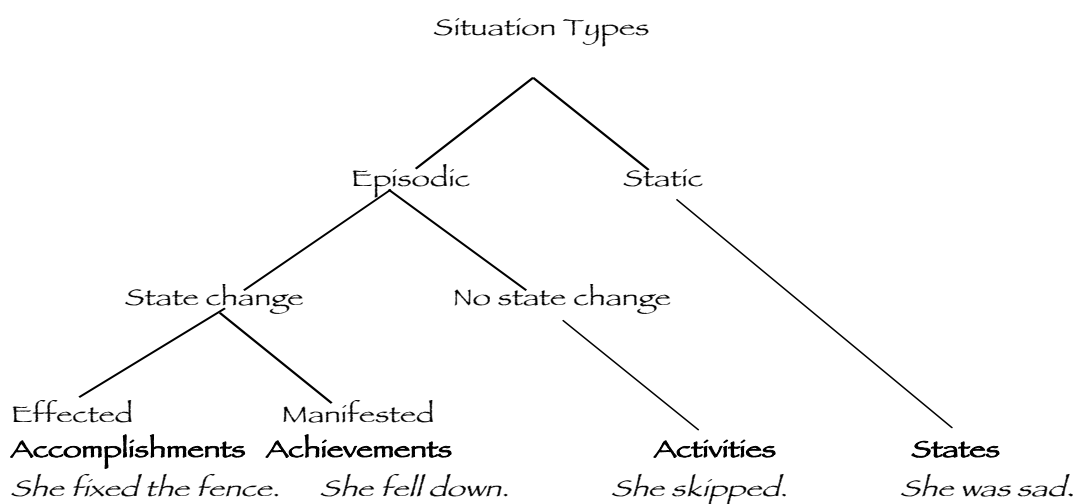 Situation Types
Episodic Static
State change No state change
Effected Manifested
Accomplishments Achievements Activities States
She fixed the fence. She fell down. She skipped. She was sad.